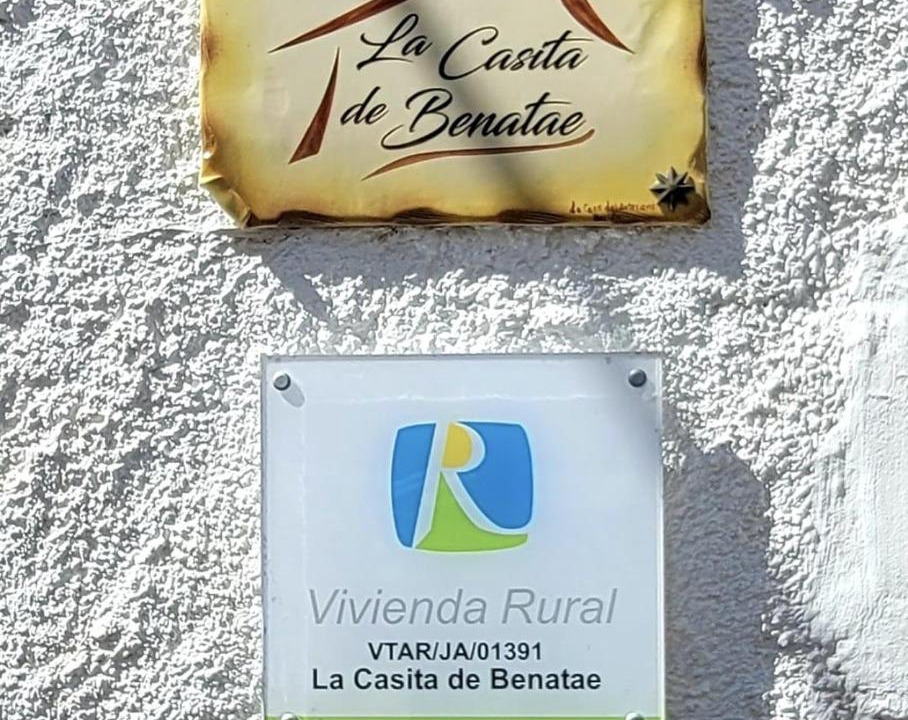 La Casita
de Benatae
R
Vivienda Rural
VTAR/JA/01391
La Casita de Benatae